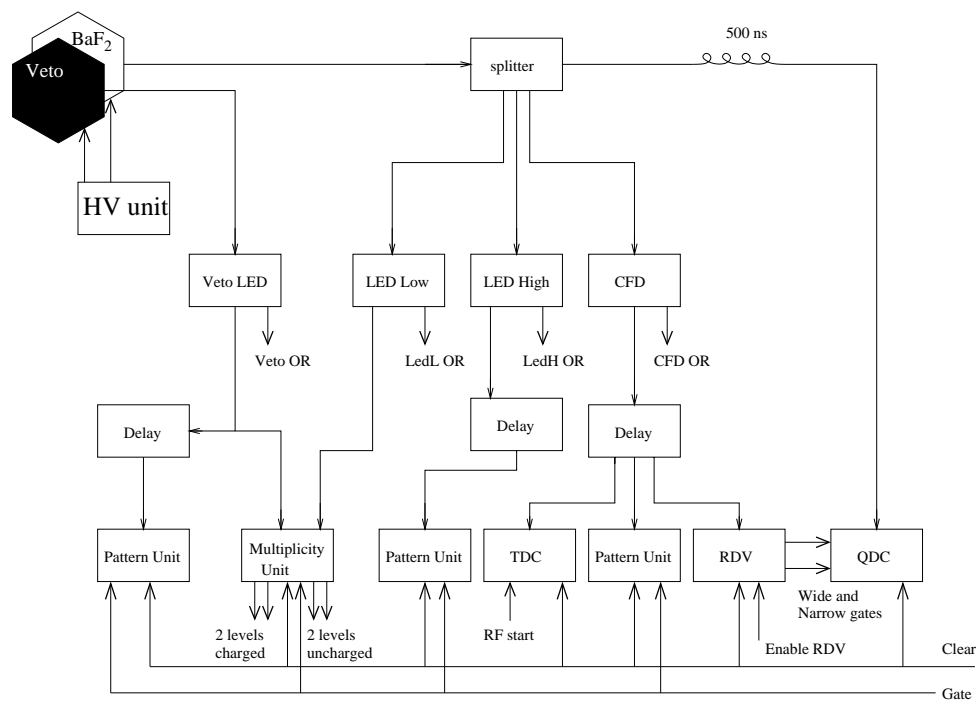 BaF2
500 ns
Veto
splitter
HV unit
Veto LED
LED Low
LED High
CFD
Veto OR
LedL OR
LedH OR
CFD OR
Delay
Delay
Delay
Pattern Unit
Multiplicity
Unit
Pattern Unit
TDC
Pattern Unit
RDV
QDC
Wide and
Narrow gates
2 levels
charged
2 levels
uncharged
RF start
Enable RDV
Clear
Gate